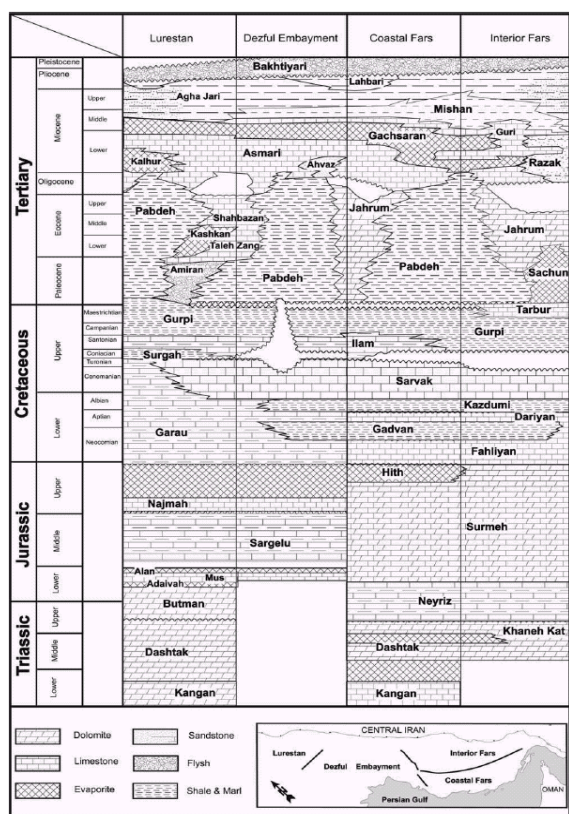 Lurestan Dezful Embayment Coastal Fars Interior Fars
Tertiary
Cretaceous
Jurassic
Triassic
Pleistocene
Pliocene
Miocene
Oligocene
Eocene
Paleocene
Upper
Lower
Upper
Middle
Lower
Upper
Middle
Lower
Upper
Middle
Lower
Upper
Middle
Lower
Maestrichtian
Campanian
Santonian
Coniacian
Turonian
Cenomanian
Albian
Aptian
Neocomian
Bakhtiyari
Lahbari
Agha Jari
Mishan
Gachsaran
Guri
Asmari
Kalhur
Ahvaz
Razak
Pabdeh
Shahbazan
Jahrum
Jahrum
Kashkan
Taleh Zang
Amiran
Pabdeh
Pabdeh
Sachun
Tarbur
Gurpi
Gurpi
Ilam
Surgah
Sarvak
Kazdumi
Dariyan
Garau
Gadvan
Fahliyan
Hith
Najmah
Surmeh
Sargelu
Alan
Mus
Adaiyah
Butman
Neyriz
Khaneh Kat
Dashtak
Dashtak
Kangan
Kangan
Dolomite
Sandstone
Limestone
Flysh
Evaporite
Shale & Marl
CENTRAL IRAN
Lurestan
Interior Fars
Dezful Embayment
Coastal Fars
Persian Gulf
OMAN